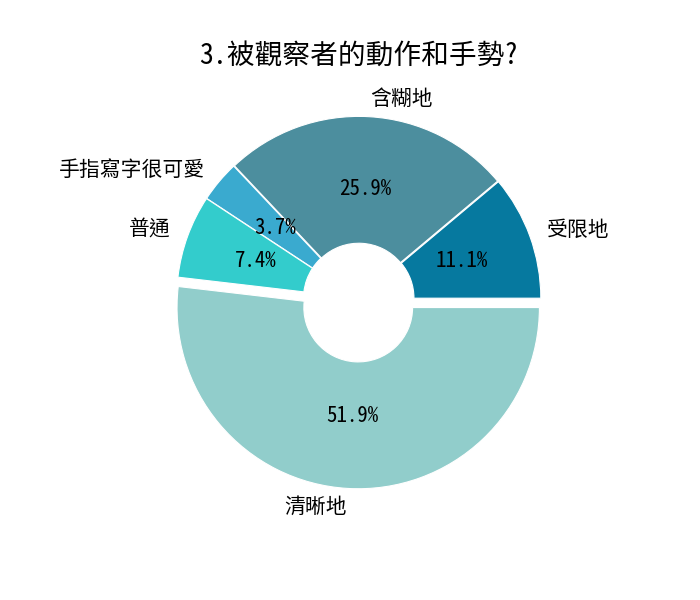 3.被觀察者的動作和手勢?
含糊地
手指寫字很可愛
25.9%
3.7%
普通
受限地
7.4%
11.1%
51.9%
清晰地